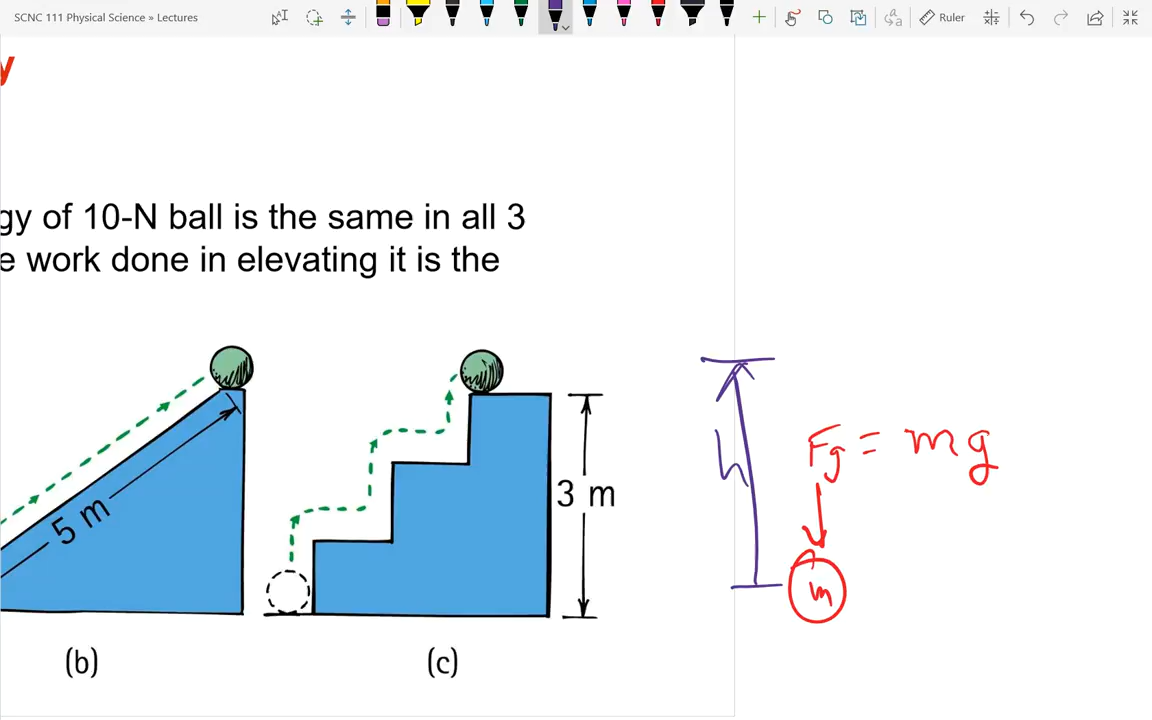 SCNC 111 Physical Science » Lectures
Ruler
y
gy of 10-N ball is the same in all 3
e work done in elevating it is the
5 m
3 m
h
Fg = mg
m
(b)
(c)